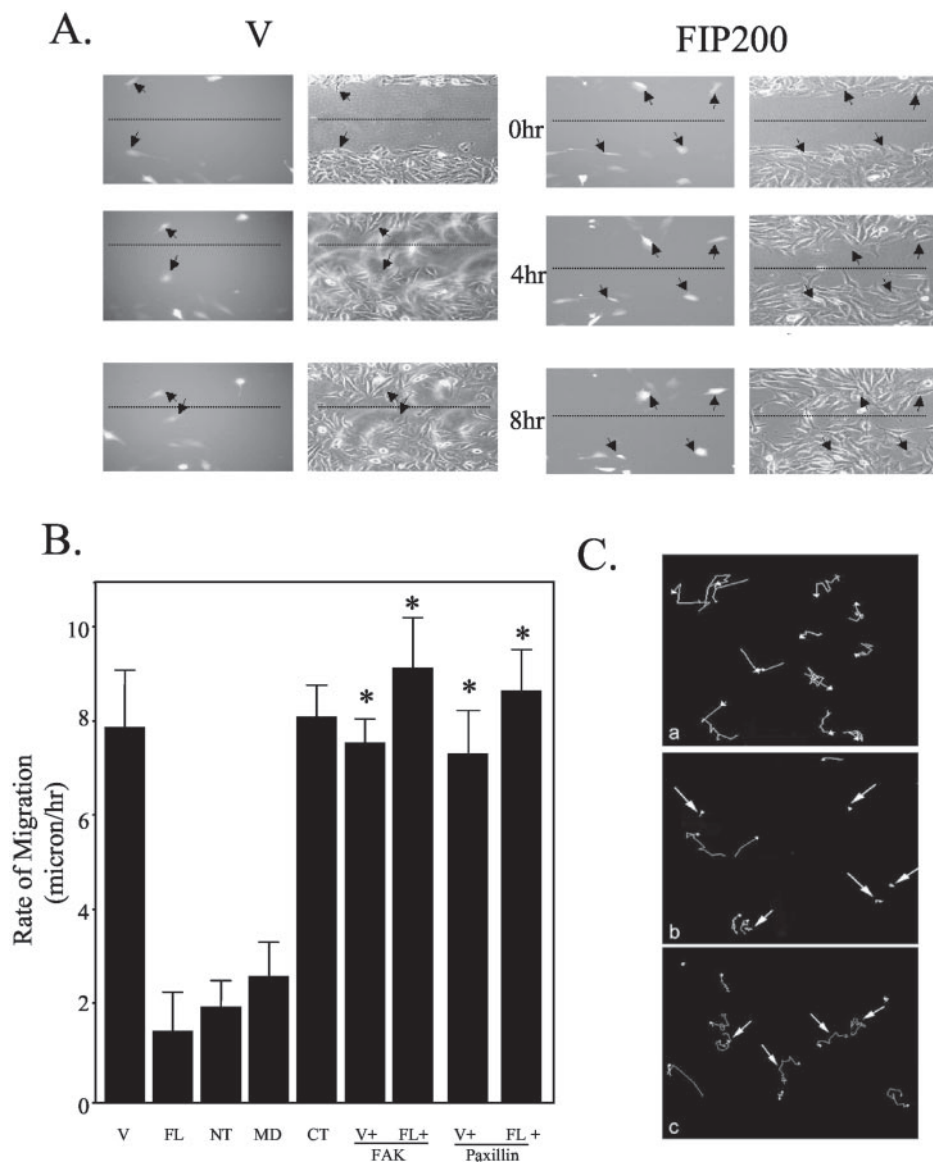 A.
V
FIP200
0hr
4hr
8hr
B.
Rate of Migration
(micron/hr)
10
8
6
4
2
0
* * * *
V FL NT MD CT V+ FL+ V+ FL +
FAK Paxillin
C.
a
b
c